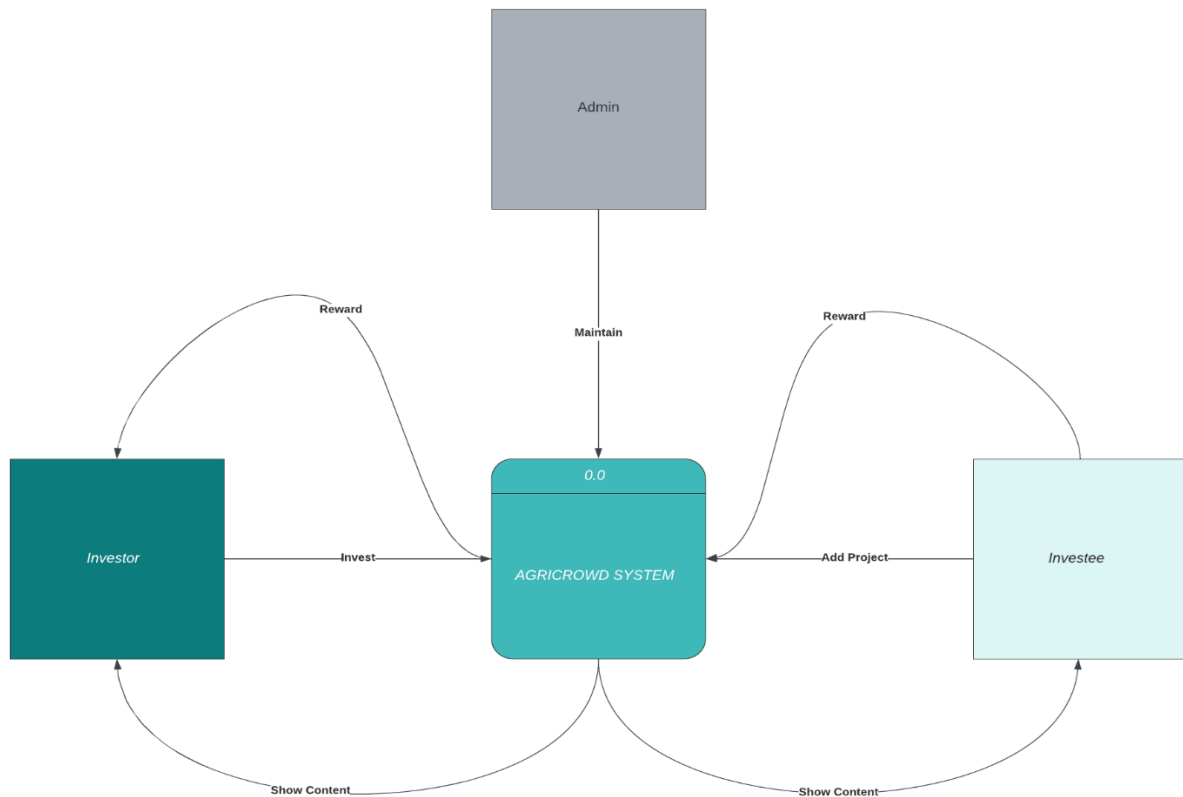 Admin
Reward
Reward
Maintain
0.0
Investor
Invest
AGRICROWD SYSTEM
Add Project
Investee
Show Content
Show Content